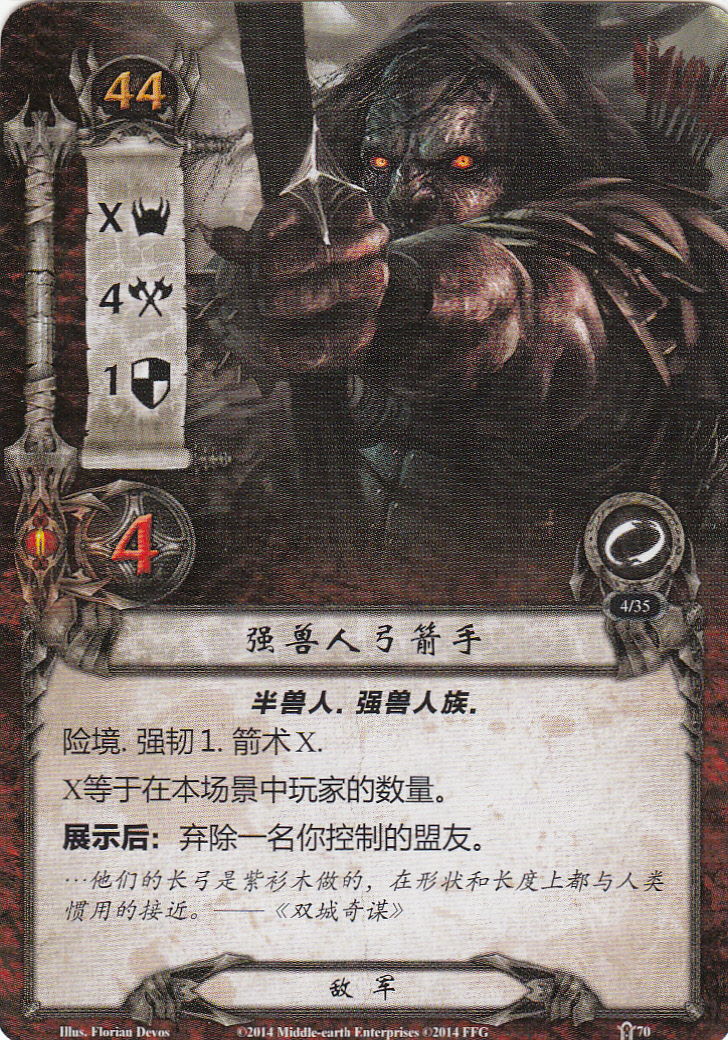 44
X
4
1
4
4/35
强兽人弓箭手
半兽人. 强兽人族.
险境. 强韧1. 箭术X.
X等于在本场景中玩家的数量。
展示后：弃除一名你控制的盟友。
…他们的长弓是紫衫木做的，在形状和长度上都与人类
惯用的接近。——《双城奇谋》
敌 军
Illus. Florian Devos ©2014 Middle-earth Enterprises ©2014 FFG 70